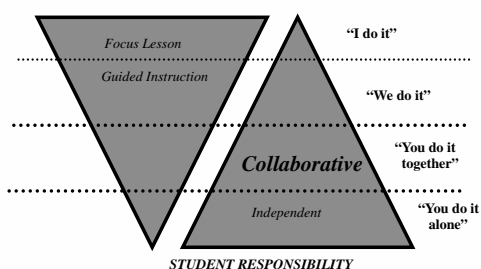 Focus Lesson
“I do it”
Guided Instruction
“We do it”
Collaborative
“You do it
together”
Independent
“You do it
alone”
STUDENT RESPONSIBILITY